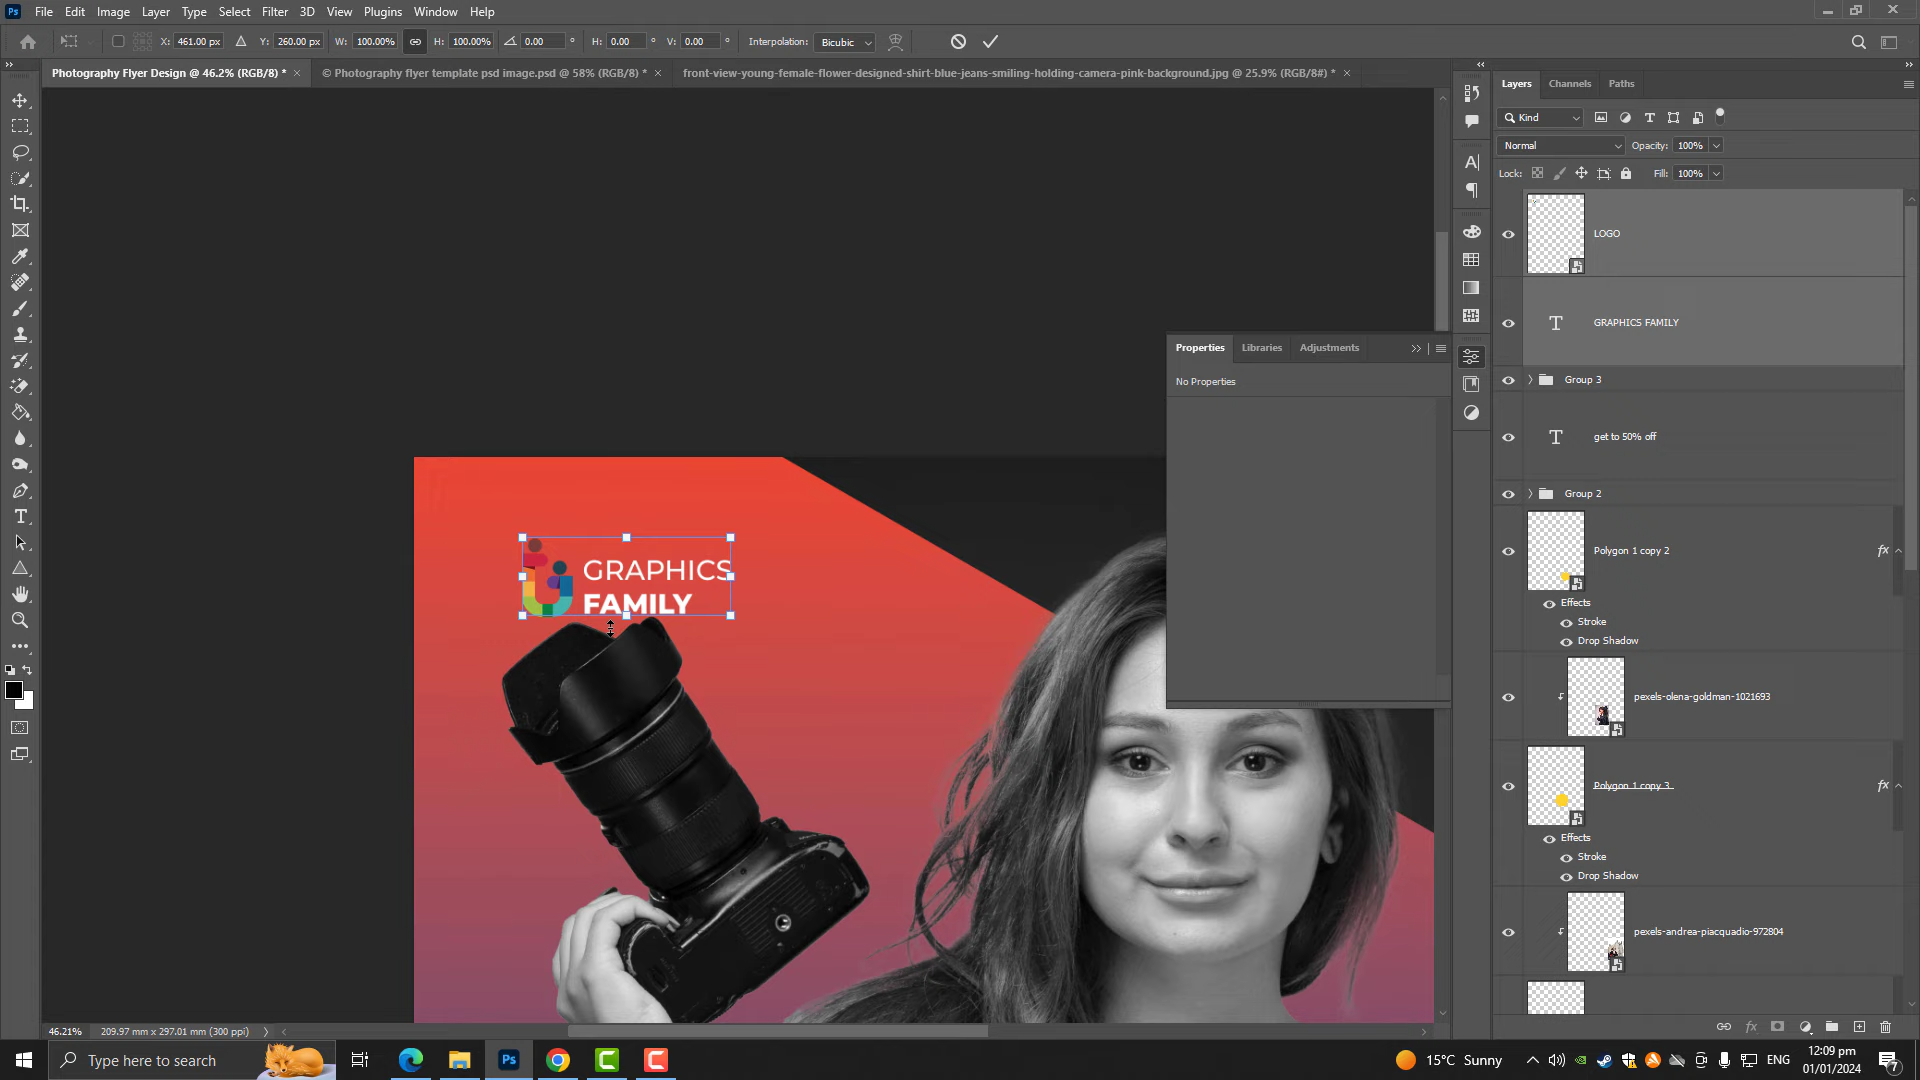 Ps File Edit Image Layer Type Select Filter 3D View Plugins Window Help
X: 461.00 px Y: 260.00 px W: 100.00% H: 100.00% 0.00 ° H: 0.00 ° V: 0.00 ° Interpolation: Bicubic
Photography Flyer Design @ 46.2% (RGB/8) * × © Photography flyer template psd image.psd @ 58% (RGB/8) * × front-view-young-female-flower-designed-shirt-blue-jeans-smiling-holding-camera-pink-background.jpg @ 25.9% (RGB/8#) * ×
Layers Channels Paths
Kind
Normal Opacity: 100%
Lock: Fill: 100%
LOGO
GRAPHICS FAMILY
Group 3
get to 50% off
Group 2
Polygon 1 copy 2 fx
Effects
Stroke
Drop Shadow
pexels-olena-goldman-1021693
Polygon 1 copy 3 fx
Effects
Stroke
Drop Shadow
pexels-andrea-piacquadio-972804
Properties Libraries Adjustments
No Properties
GRAPHICS
FAMILY
46.21% 209.97 mm x 297.01 mm (300 ppi)
Type here to search
Ps
15°C Sunny
ENG
12:09 pm
01/01/2024
7